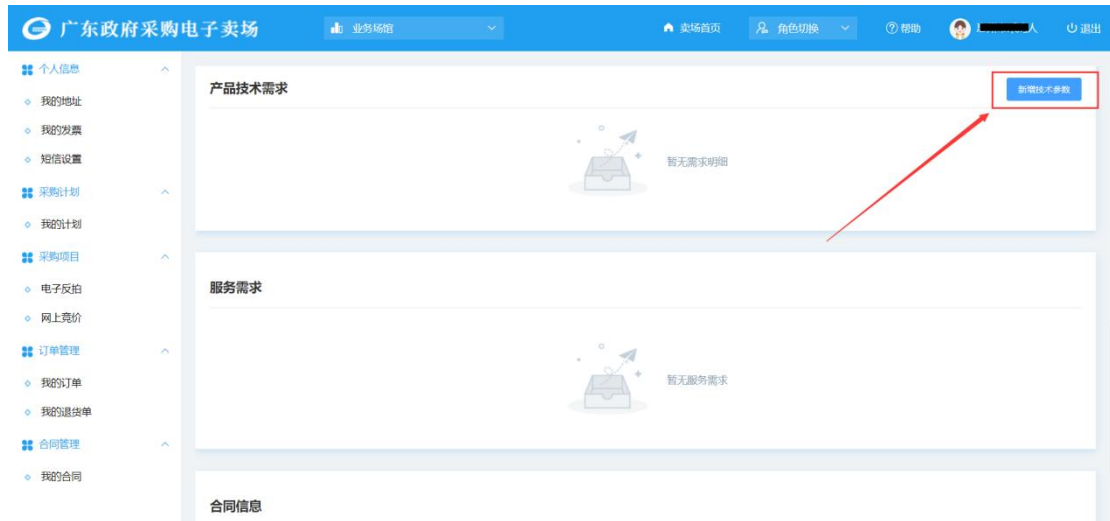 广东政府采购电子卖场
业务场馆
卖场首页
角色切换
帮助
人
退出
个人信息
我的地址
我的发票
短信设置
采购计划
我的计划
采购项目
电子反拍
网上竞价
订单管理
我的订单
我的退货单
合同管理
我的合同
产品技术需求
新增技术参数
暂无需求明细
服务需求
暂无服务需求
合同信息